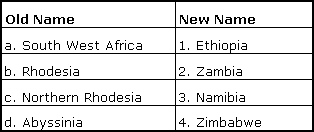 Old Name New Name
a. South West Africa 1. Ethiopia
b. Rhodesia 2. Zambia
c. Northern Rhodesia 3. Namibia
d. Abyssinia 4. Zimbabwe